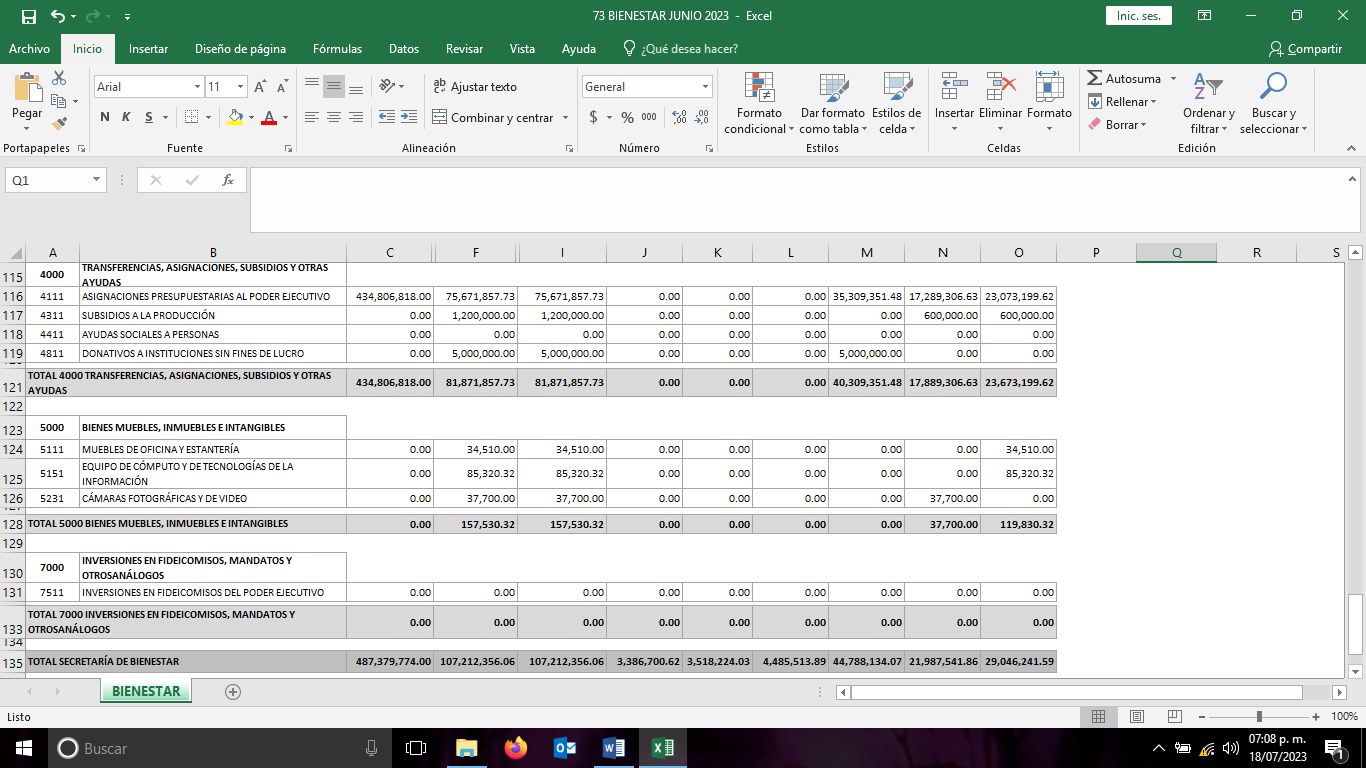 73 BIENESTAR JUNIO 2023 - Excel
Inic. ses.
Archivo Inicio Insertar Diseño de página Fórmulas Datos Revisar Vista Ayuda ¿Qué desea hacer? Compartir
Pegar
Arial 11
N K S
ab Ajustar texto
Combinar y centrar
General
$ % 000
Formato condicional
Dar formato como tabla
Estilos de celda
Insertar Eliminar Formato
Autosuma
Rellenar
Borrar
Ordenar y filtrar
Buscar y seleccionar
Portapapeles Fuente Alineación Número Estilos Celdas Edición
Q1 fx
A B C F I J K L M N O P Q R S
115 4000 TRANSFERENCIAS, ASIGNACIONES, SUBSIDIOS Y OTRAS
AYUDAS
116 4111 ASIGNACIONES PRESUPUESTARIAS AL PODER EJECUTIVO 434,806,818.00 75,671,857.73 75,671,857.73 0.00 0.00 0.00 35,309,351.48 17,289,306.63 23,073,199.62
117 4311 SUBSIDIOS A LA PRODUCCIÓN 0.00 1,200,000.00 1,200,000.00 0.00 0.00 0.00 0.00 600,000.00 600,000.00
118 4411 AYUDAS SOCIALES A PERSONAS 0.00 0.00 0.00 0.00 0.00 0.00 0.00 0.00 0.00
119 4811 DONATIVOS A INSTITUCIONES SIN FINES DE LUCRO 0.00 5,000,000.00 5,000,000.00 0.00 0.00 0.00 5,000,000.00 0.00 0.00
121 TOTAL 4000 TRANSFERENCIAS, ASIGNACIONES, SUBSIDIOS Y OTRAS
AYUDAS 434,806,818.00 81,871,857.73 81,871,857.73 0.00 0.00 0.00 40,309,351.48 17,889,306.63 23,673,199.62
122
123 5000 BIENES MUEBLES, INMUEBLES E INTANGIBLES
124 5111 MUEBLES DE OFICINA Y ESTANTERÍA 0.00 34,510.00 34,510.00 0.00 0.00 0.00 0.00 0.00 34,510.00
125 5151 EQUIPO DE CÓMPUTO Y DE TECNOLOGÍAS DE LA
INFORMACIÓN 0.00 85,320.32 85,320.32 0.00 0.00 0.00 0.00 0.00 85,320.32
126 5231 CÁMARAS FOTOGRÁFICAS Y DE VIDEO 0.00 37,700.00 37,700.00 0.00 0.00 0.00 0.00 37,700.00 0.00
128 TOTAL 5000 BIENES MUEBLES, INMUEBLES E INTANGIBLES 0.00 157,530.32 157,530.32 0.00 0.00 0.00 0.00 37,700.00 119,830.32
129
130 7000 INVERSIONES EN FIDEICOMISOS, MANDATOS Y
OTROSANÁLOGOS
131 7511 INVERSIONES EN FIDEICOMISOS DEL PODER EJECUTIVO 0.00 0.00 0.00 0.00 0.00 0.00 0.00 0.00 0.00
133 TOTAL 7000 INVERSIONES EN FIDEICOMISOS, MANDATOS Y
OTROSANÁLOGOS 0.00 0.00 0.00 0.00 0.00 0.00 0.00 0.00 0.00
134
135 TOTAL SECRETARÍA DE BIENESTAR 487,379,774.00 107,212,356.06 107,212,356.06 3,386,700.62 3,518,224.03 4,485,513.89 44,788,134.07 21,987,541.86 29,046,241.59
BIENESTAR
Listo 100%
Buscar
07:08 p. m.
18/07/2023
1